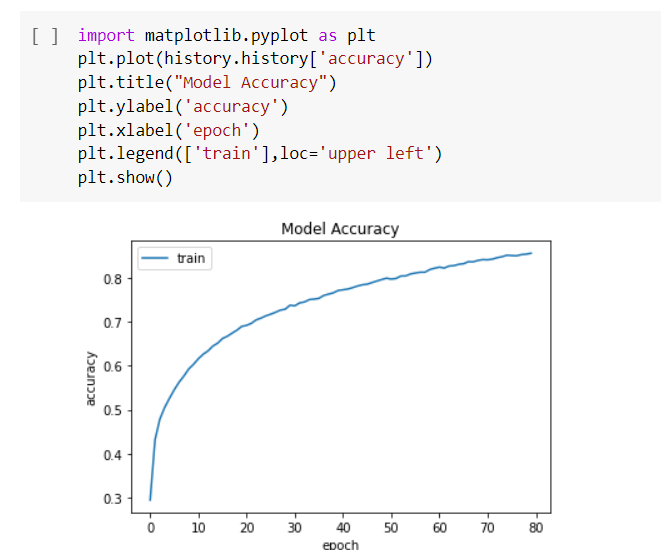 [ ] import matplotlib.pyplot as plt
plt.plot(history.history['accuracy'])
plt.title("Model Accuracy")
plt.ylabel('accuracy')
plt.xlabel('epoch')
plt.legend(['train'],loc='upper left')
plt.show()
Model Accuracy
train
0.8
0.7
0.6
0.5
0.4
0.3
accuracy
0 10 20 30 40 50 60 70 80
epoch